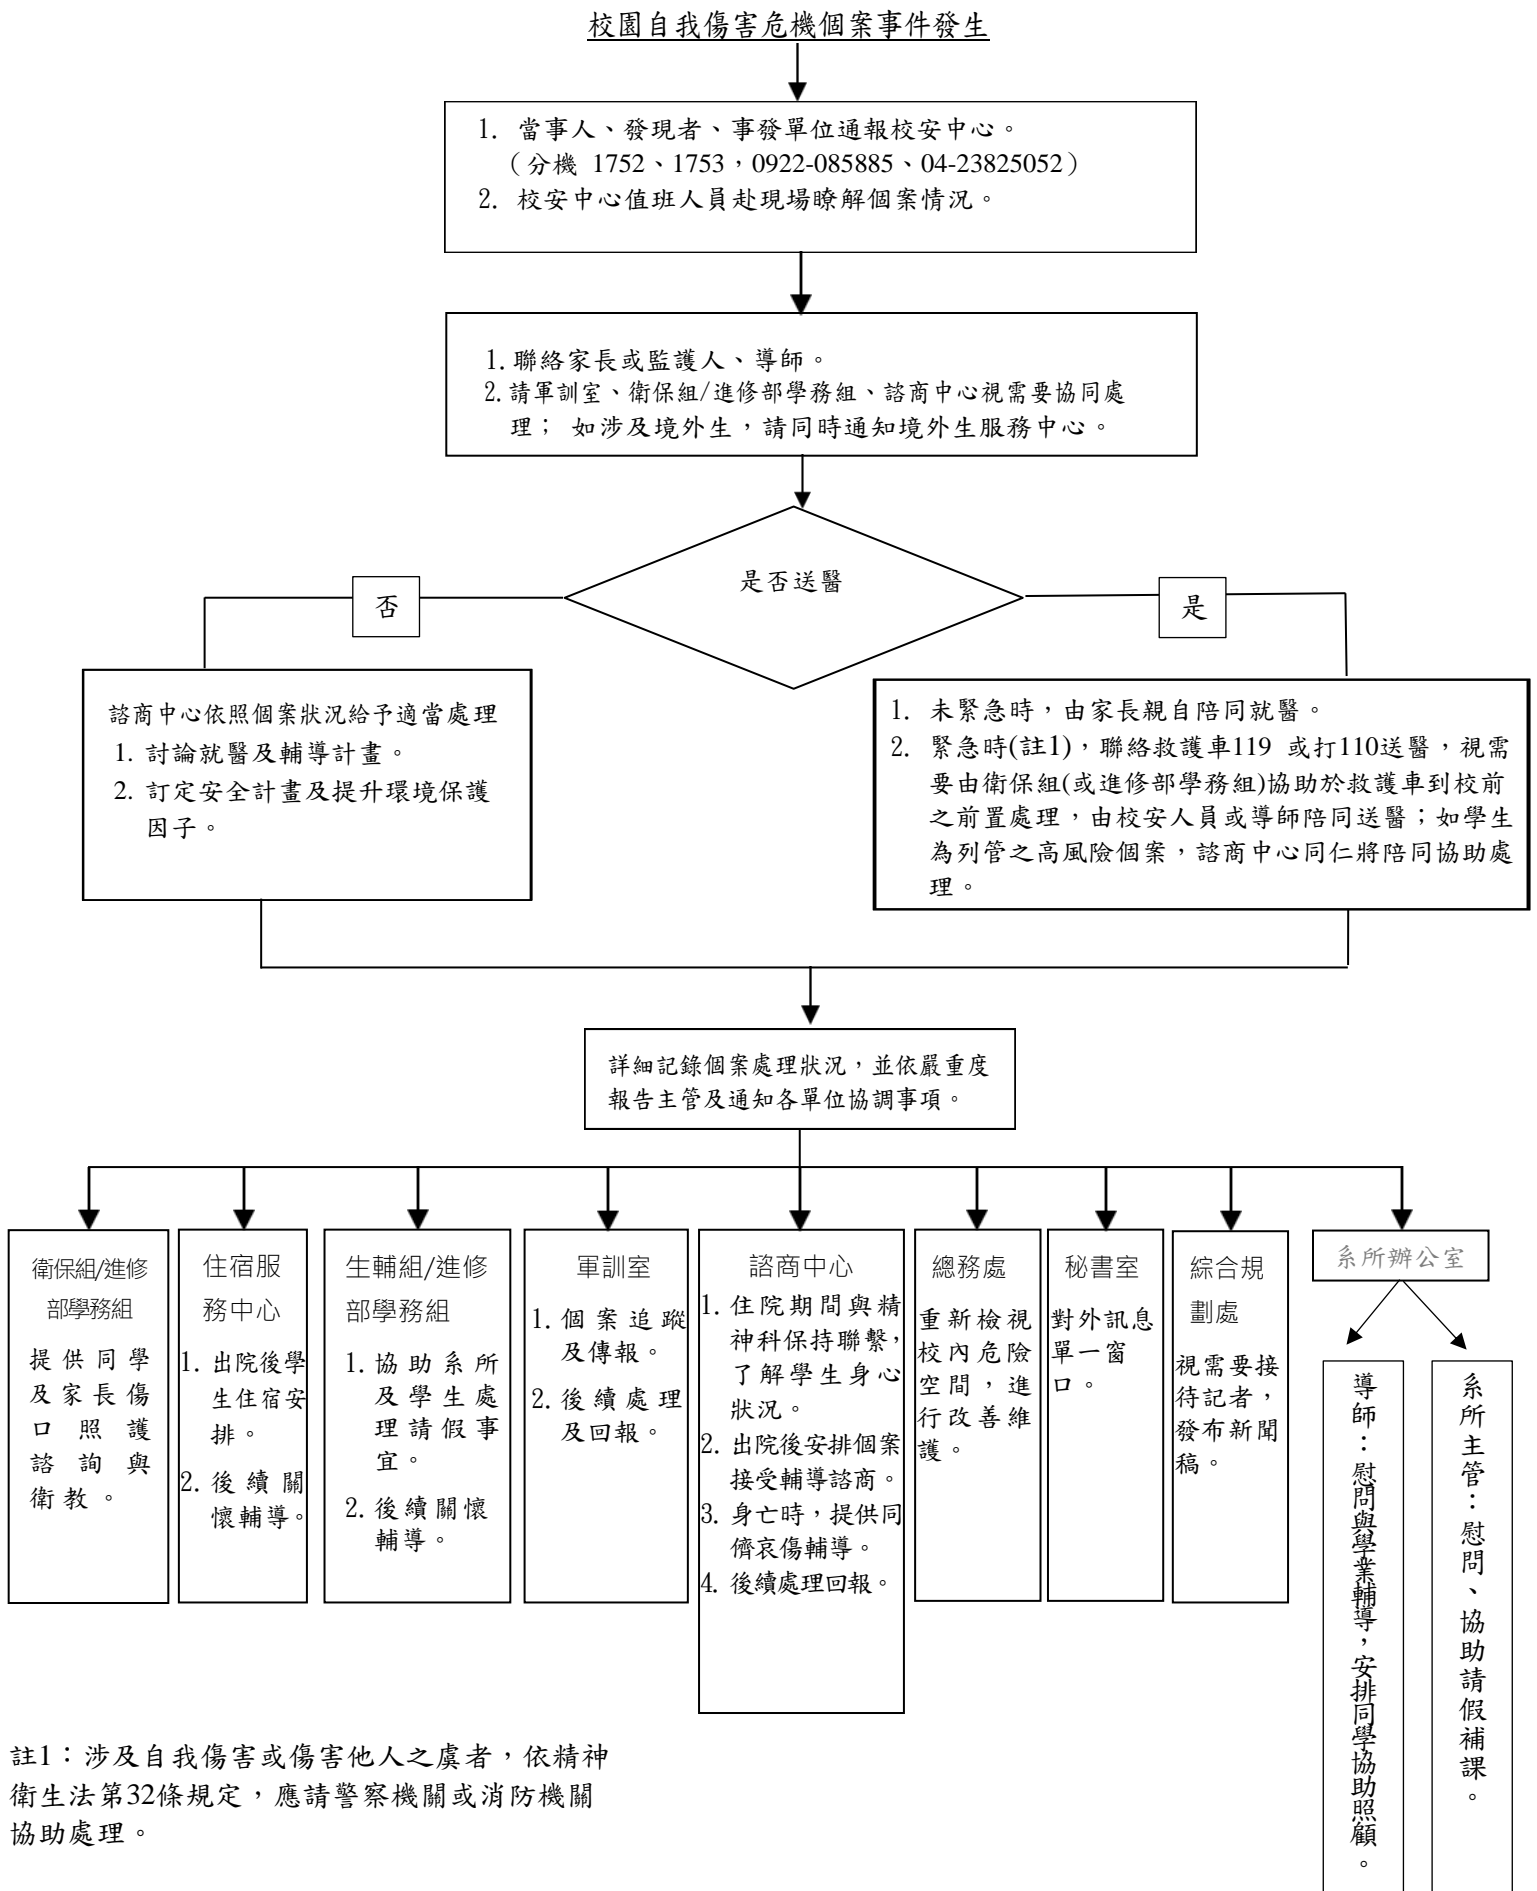 校園自我傷害危機個案事件發生
1. 當事人、發現者、事發單位通報校安中心。
（分機 1752、1753，0922-085885、04-23825052）
2. 校安中心值班人員赴現場瞭解個案情況。
1.聯絡家長或監護人、導師。
2.請軍訓室、衛保組/進修部學務組、諮商中心視需要協同處
理； 如涉及境外生，請同時通知境外生服務中心。
是否送醫
否
是
諮商中心依照個案狀況給予適當處理
1. 討論就醫及輔導計畫。
2. 訂定安全計畫及提升環境保護
因子。
1. 未緊急時，由家長親自陪同就醫。
2. 緊急時(註1)，聯絡救護車119 或打110送醫，視需
要由衛保組(或進修部學務組)協助於救護車到校前
之前置處理，由校安人員或導師陪同送醫；如學生
為列管之高風險個案，諮商中心同仁將陪同協助處
理。
詳細記錄個案處理狀況，並依嚴重度
報告主管及通知各單位協調事項。
衛保組/進修
部學務組
提供同學
及家長傷
口照護
諮詢與
衛教。
住宿服
務中心
1. 出院後學
生住宿安
排。
2. 後續關
懷輔導。
生輔組/進修
部學務組
1. 協助系所
及學生處
理請假事
宜。
2. 後續關懷
輔導。
軍訓室
1. 個案追蹤
及傳報。
2. 後續處理
及回報。
諮商中心
1. 住院期間與精
神科保持聯繫，
了解學生身心
狀況。
2. 出院後安排個案
接受輔導諮商。
3. 身亡時，提供同
儕哀傷輔導。
4. 後續處理回報。
總務處
重新檢視
校內危險
空間，進
行改善維
護。
秘書室
對外訊息
單一窗
口。
綜合規
劃處
視需要接
待記者，
發布新聞
稿。
系所辦公室
導師：慰問與學業輔導，安排同學協助照顧。
系所主管：慰問、協助請假補課。
註1：涉及自我傷害或傷害他人之虞者，依精神
衛生法第32條規定，應請警察機關或消防機關
協助處理。